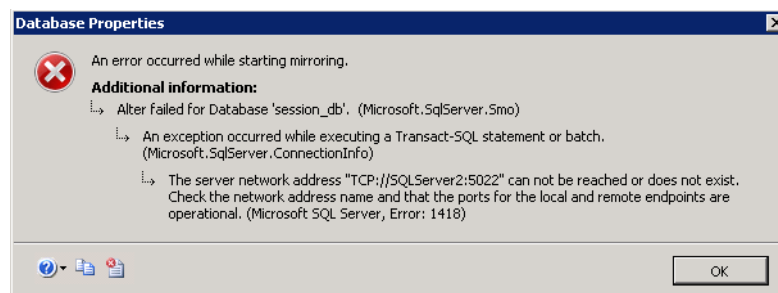 Database Properties
An error occurred while starting mirroring.
Additional information:
Alter failed for Database 'session_db'. (Microsoft.SqlServer.Smo)
An exception occurred while executing a Transact-SQL statement or batch.
(Microsoft.SqlServer.ConnectionInfo)
The server network address "TCP://SQLServer2:5022" can not be reached or does not exist.
Check the network address name and that the ports for the local and remote endpoints are
operational. (Microsoft SQL Server, Error: 1418)
OK